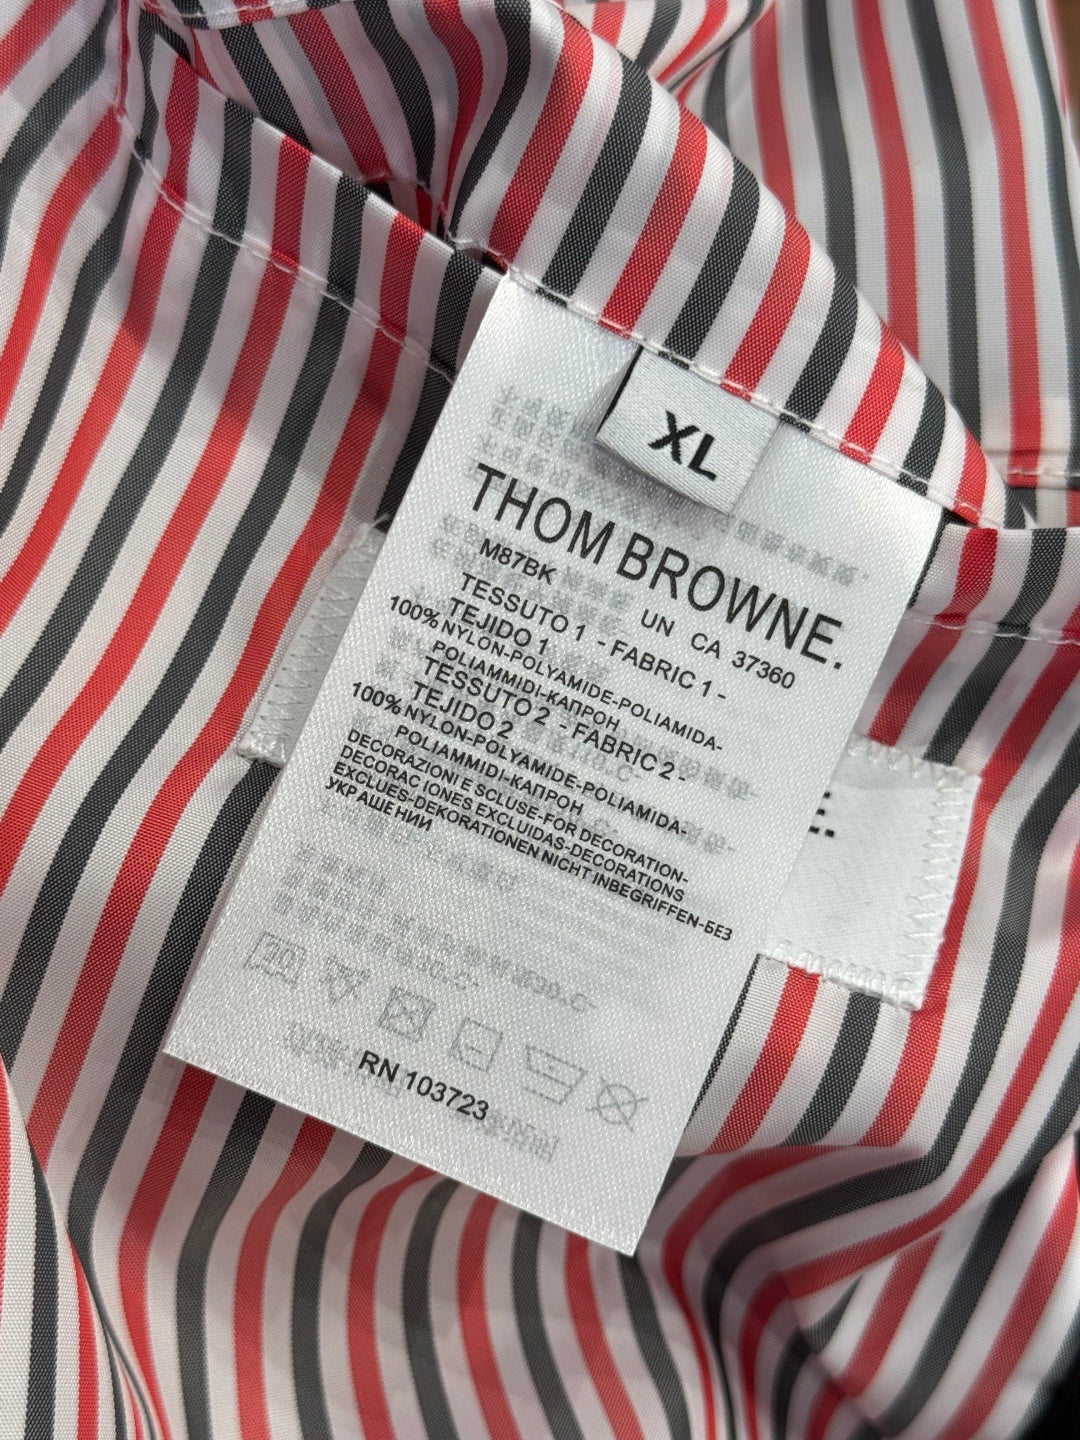 XL
THOM BROWNE.
M87BK UN CA 37360
TESSUTO 1 - FABRIC 1 -
TEJIDO 1
100% NYLON-POLYAMIDE-POLIAMIDA-
POLIAMMIDI-КАПРОН
TESSUTO 2 - FABRIC 2 -
TEJIDO 2
100% NYLON-POLYAMIDE-POLIAMIDA-
POLIAMMIDI-КАПРОН
DECORAZIONI E SCLUSE-FOR DECORATION-
DECORAC IONES EXCLUIDAS-DECORATIONS
EXCLUES-DEKORATIONEN NICHT INBEGRIFFEN-БЕЗ
УКР АШЕ НИИ
E.
30
RN 103723